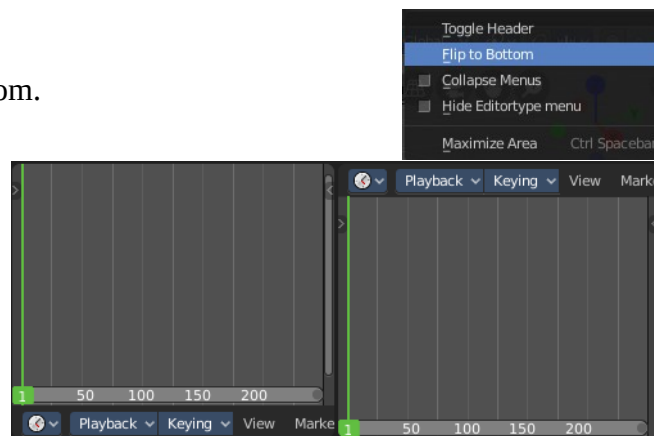 Toggle Header
Flip to Bottom
om.
Collapse Menus
Hide Editortype menu
Maximize Area Ctrl Spacebar
Playback Keying View Mark
1 50 100 150 200
Playback Keying View Marke
1 50 100 150 200